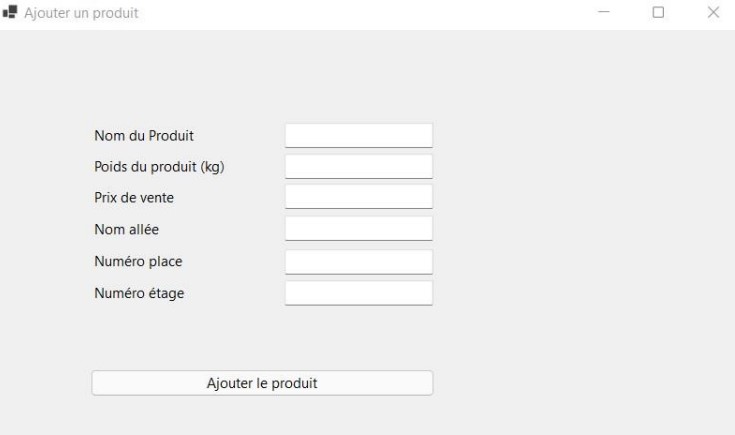 Ajouter un produit
Nom du Produit
Poids du produit (kg)
Prix de vente
Nom allée
Numéro place
Numéro étage
Ajouter le produit